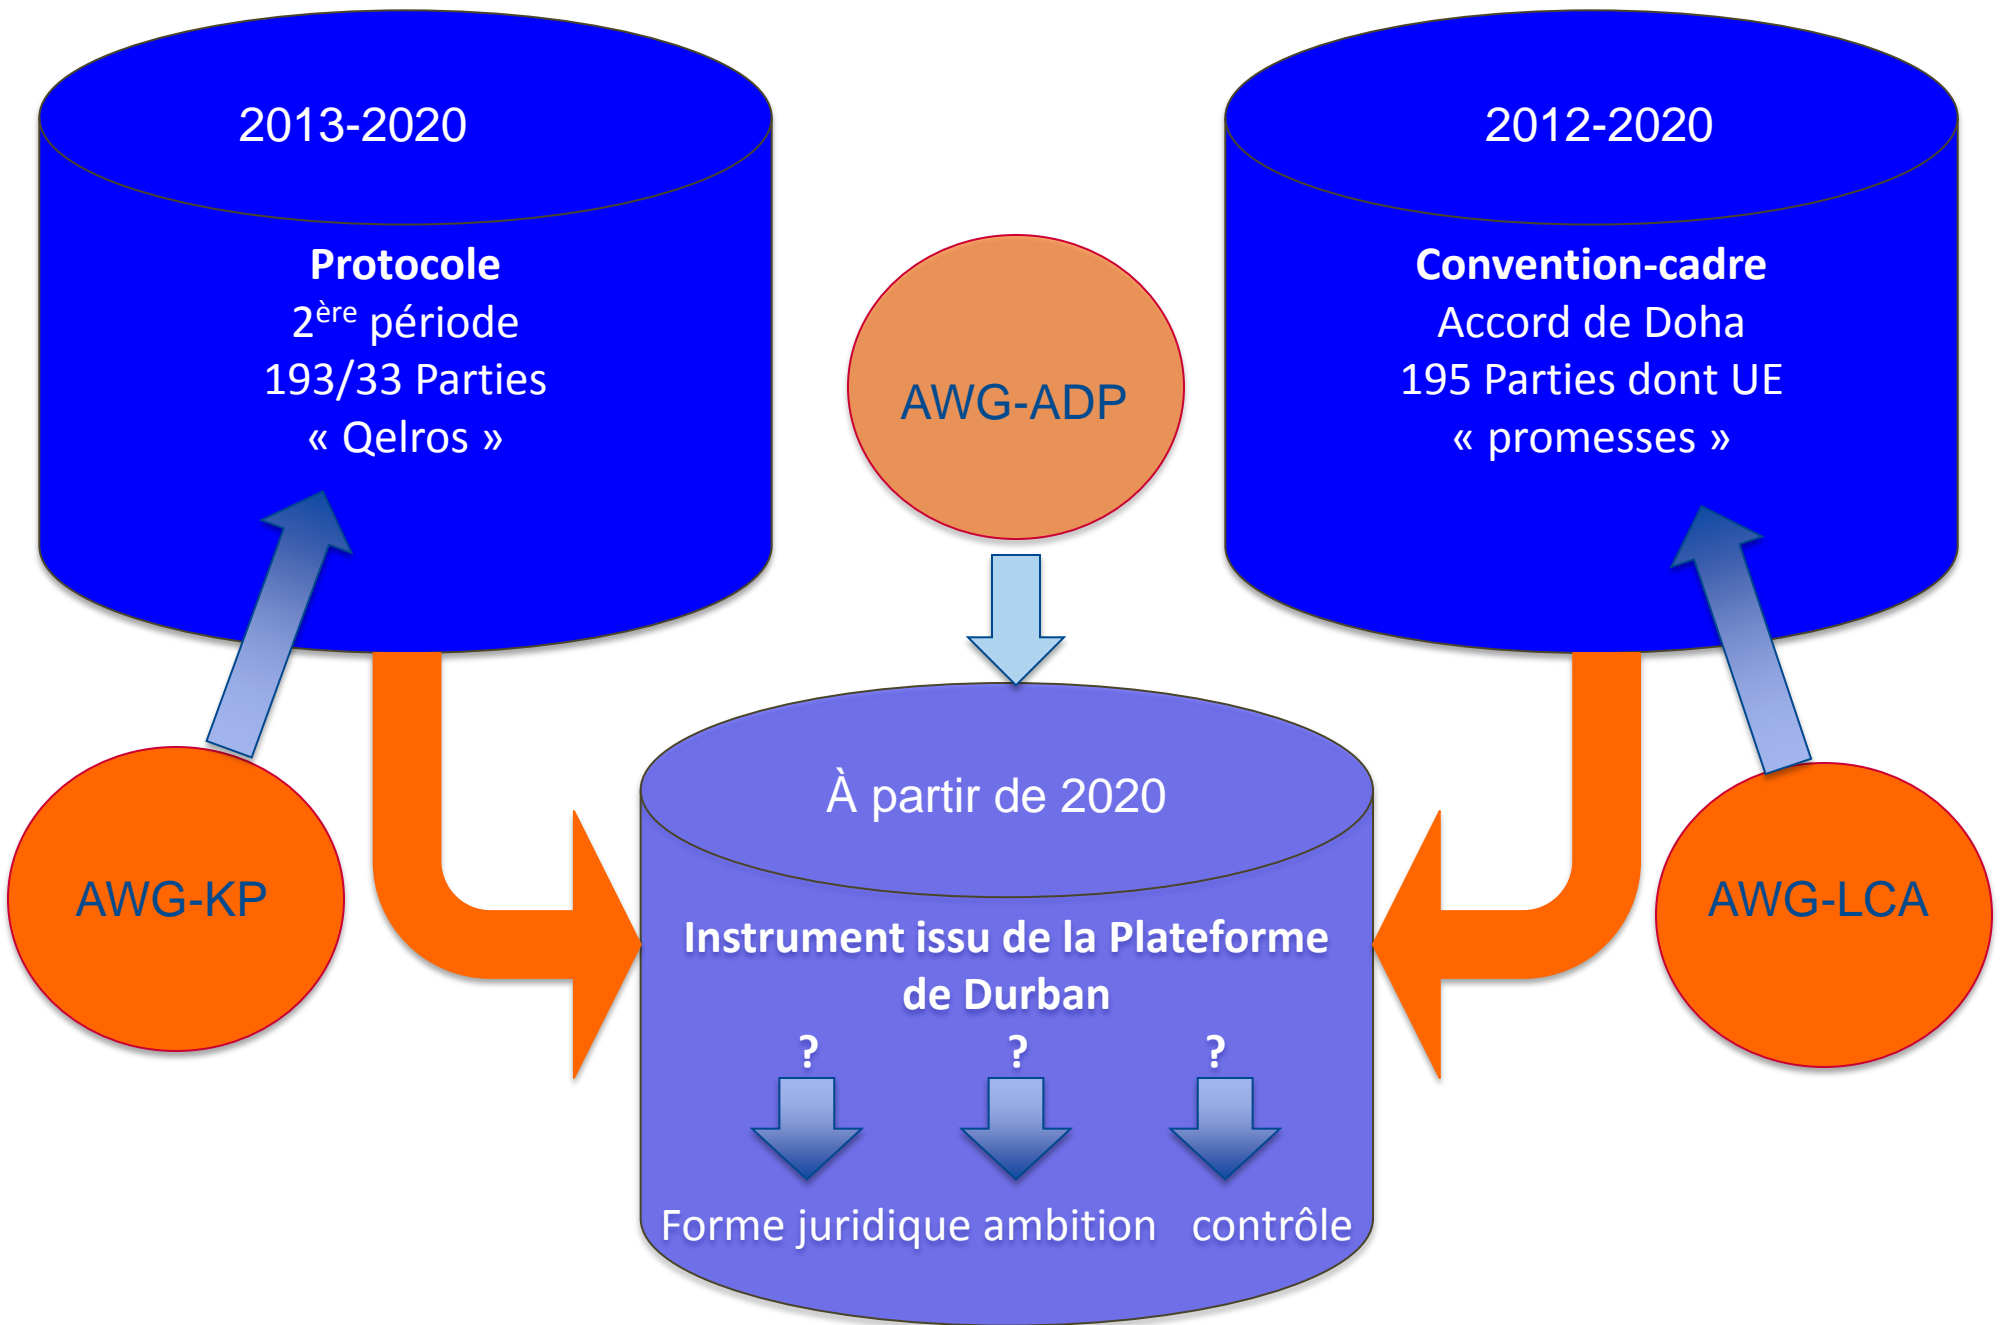 2013-2020
Protocole
2ère période
193/33 Parties
« Qelros »
2012-2020
Convention-cadre
Accord de Doha
195 Parties dont UE
« promesses »
AWG-ADP
AWG-KP
AWG-LCA
À partir de 2020
Instrument issu de la Plateforme
de Durban
? ? ?
Forme juridique ambition contrôle